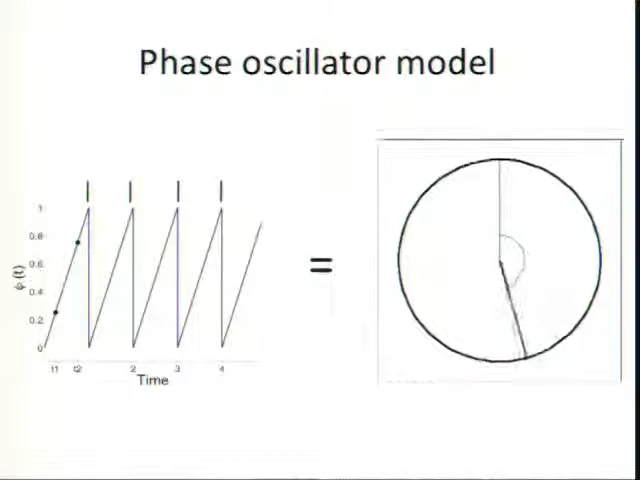 Phase oscillator model
1
0.8
0.6
0.4
0.2
0
φ (t)
t1 t2 2 3 4
Time
=